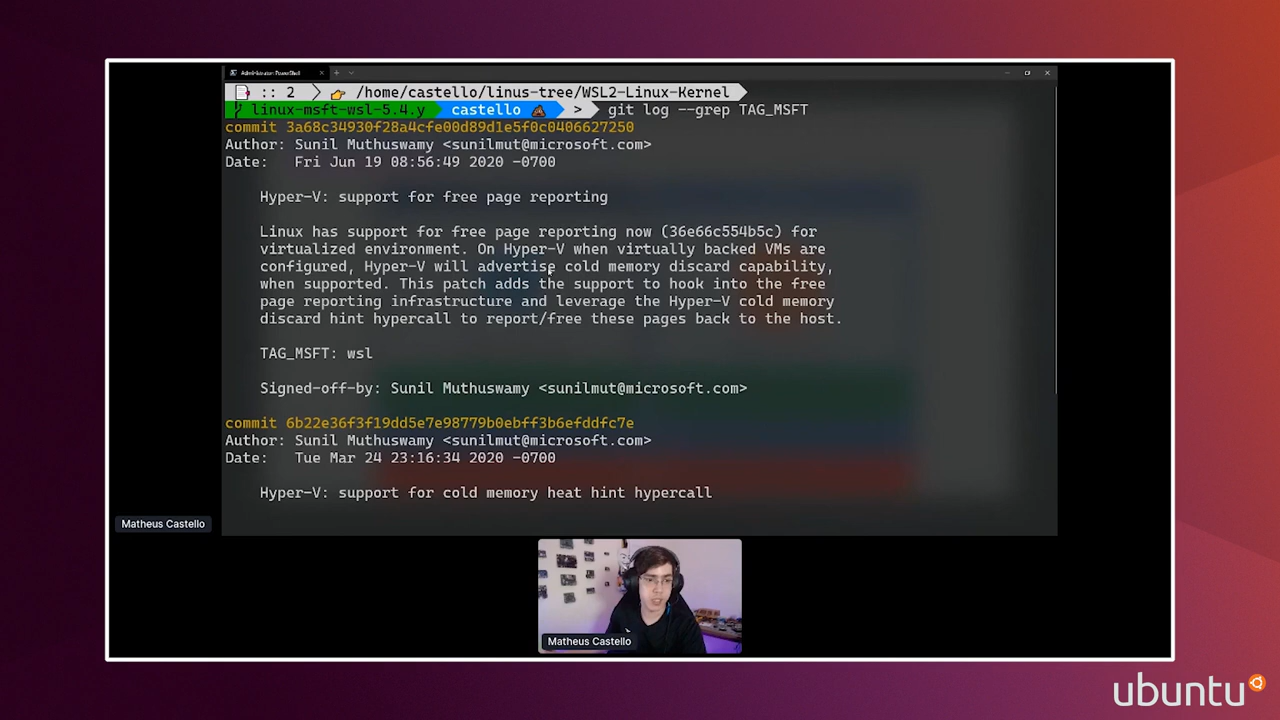 Administrator: PowerShell
:: 2 /home/castello/linus-tree/WSL2-Linux-Kernel
linux-msft-wsl-5.4.y castello > git log --grep TAG_MSFT
commit 3a68c34930f28a4cfe00d89d1e5f0c0406627250
Author: Sunil Muthuswamy <sunilmut@microsoft.com>
Date: Fri Jun 19 08:56:49 2020 -0700
Hyper-V: support for free page reporting
Linux has support for free page reporting now (36e66c554b5c) for
virtualized environment. On Hyper-V when virtually backed VMs are
configured, Hyper-V will advertise cold memory discard capability,
when supported. This patch adds the support to hook into the free
page reporting infrastructure and leverage the Hyper-V cold memory
discard hint hypercall to report/free these pages back to the host.
TAG_MSFT: wsl
Signed-off-by: Sunil Muthuswamy <sunilmut@microsoft.com>
commit 6b22e36f3f19dd5e7e98779b0ebff3b6efddfc7e
Author: Sunil Muthuswamy <sunilmut@microsoft.com>
Date: Tue Mar 24 23:16:34 2020 -0700
Hyper-V: support for cold memory heat hint hypercall
Matheus Castello
Matheus Castello
ubuntu